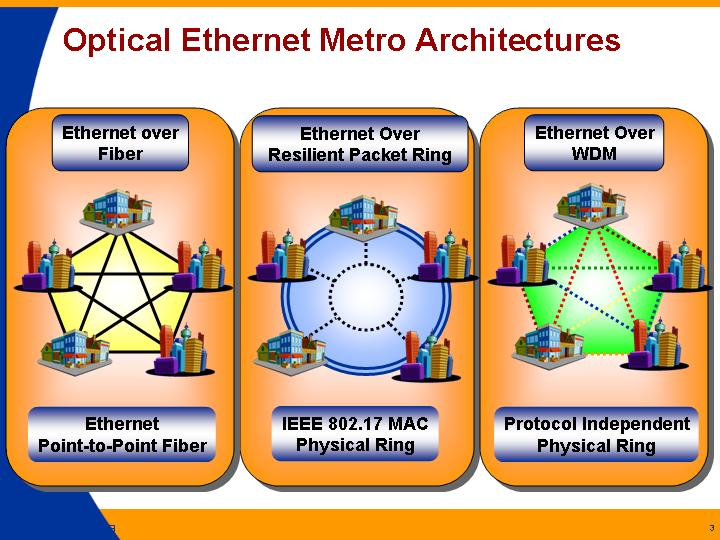 Optical Ethernet Metro Architectures
Ethernet over
Fiber
Ethernet Over
Resilient Packet Ring
Ethernet Over
WDM
Ethernet
Point-to-Point Fiber
IEEE 802.17 MAC
Physical Ring
Protocol Independent
Physical Ring
3